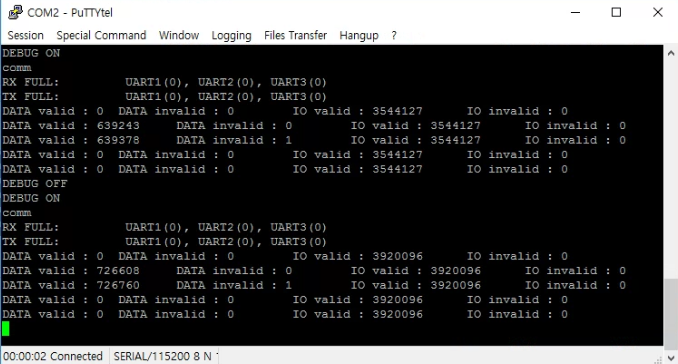 COM2 - PuTTYtel
Session Special Command Window Logging Files Transfer Hangup ?
DEBUG ON
comm
RX FULL: UART1(0), UART2(0), UART3(0)
TX FULL: UART1(0), UART2(0), UART3(0)
DATA valid : 0 DATA invalid : 0 IO valid : 3544127 IO invalid : 0
DATA valid : 639243 DATA invalid : 0 IO valid : 3544127 IO invalid : 0
DATA valid : 639378 DATA invalid : 1 IO valid : 3544127 IO invalid : 0
DATA valid : 0 DATA invalid : 0 IO valid : 3544127 IO invalid : 0
DATA valid : 0 DATA invalid : 0 IO valid : 3544127 IO invalid : 0
DEBUG OFF
DEBUG ON
comm
RX FULL: UART1(0), UART2(0), UART3(0)
TX FULL: UART1(0), UART2(0), UART3(0)
DATA valid : 0 DATA invalid : 0 IO valid : 3920096 IO invalid : 0
DATA valid : 726608 DATA invalid : 0 IO valid : 3920096 IO invalid : 0
DATA valid : 726760 DATA invalid : 1 IO valid : 3920096 IO invalid : 0
DATA valid : 0 DATA invalid : 0 IO valid : 3920096 IO invalid : 0
DATA valid : 0 DATA invalid : 0 IO valid : 3920096 IO invalid : 0
00:00:02 Connected SERIAL/115200 8 N